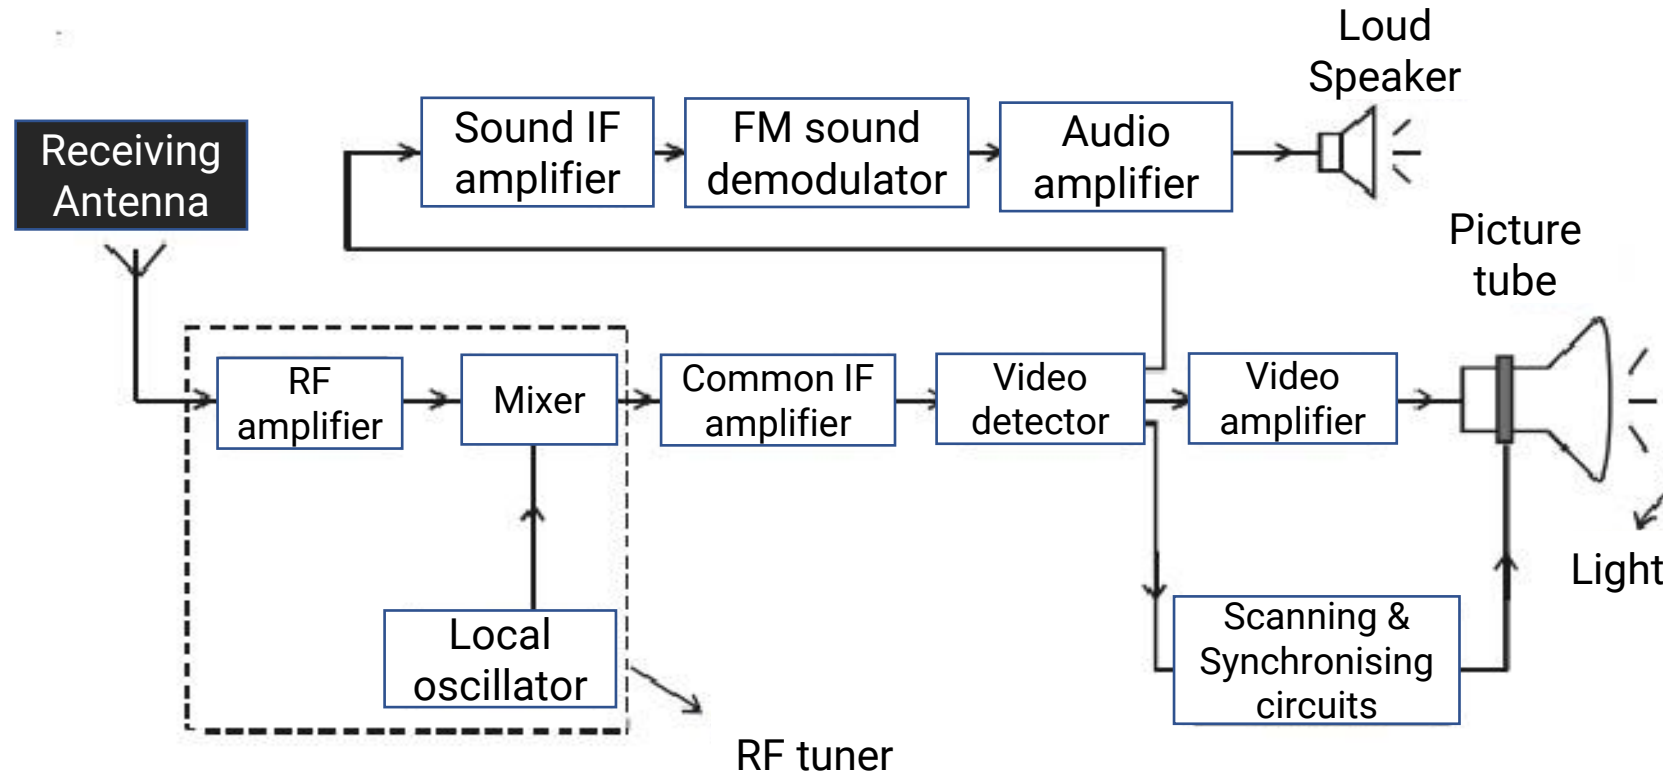 Loud
Speaker
Receiving
Antenna
Sound IF
amplifier
FM sound
demodulator
Audio
amplifier
Picture
tube
RF
amplifier
Mixer
Common IF
amplifier
Video
detector
Video
amplifier
Light
Local
oscillator
Scanning &
Synchronising
circuits
RF tuner